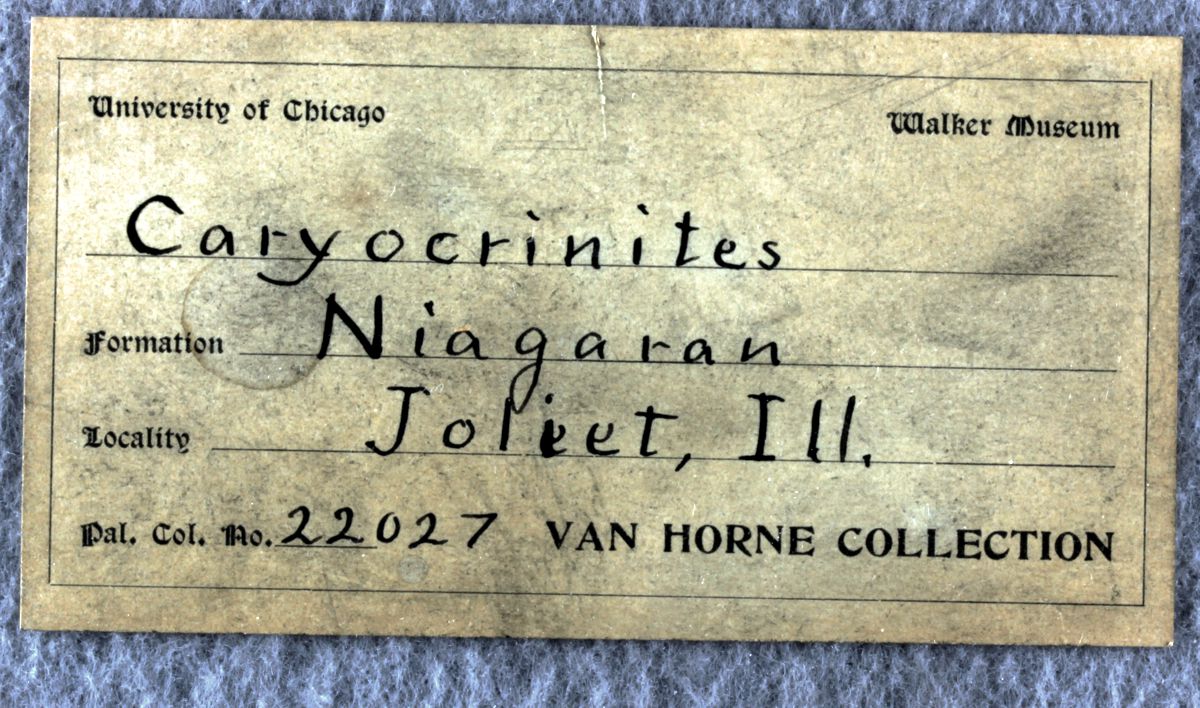 University of Chicago Walker Museum
Caryocrinites
Formation Niagaran
Locality Joliet, Ill.
Pal. Col. No. 22027 VAN HORNE COLLECTION